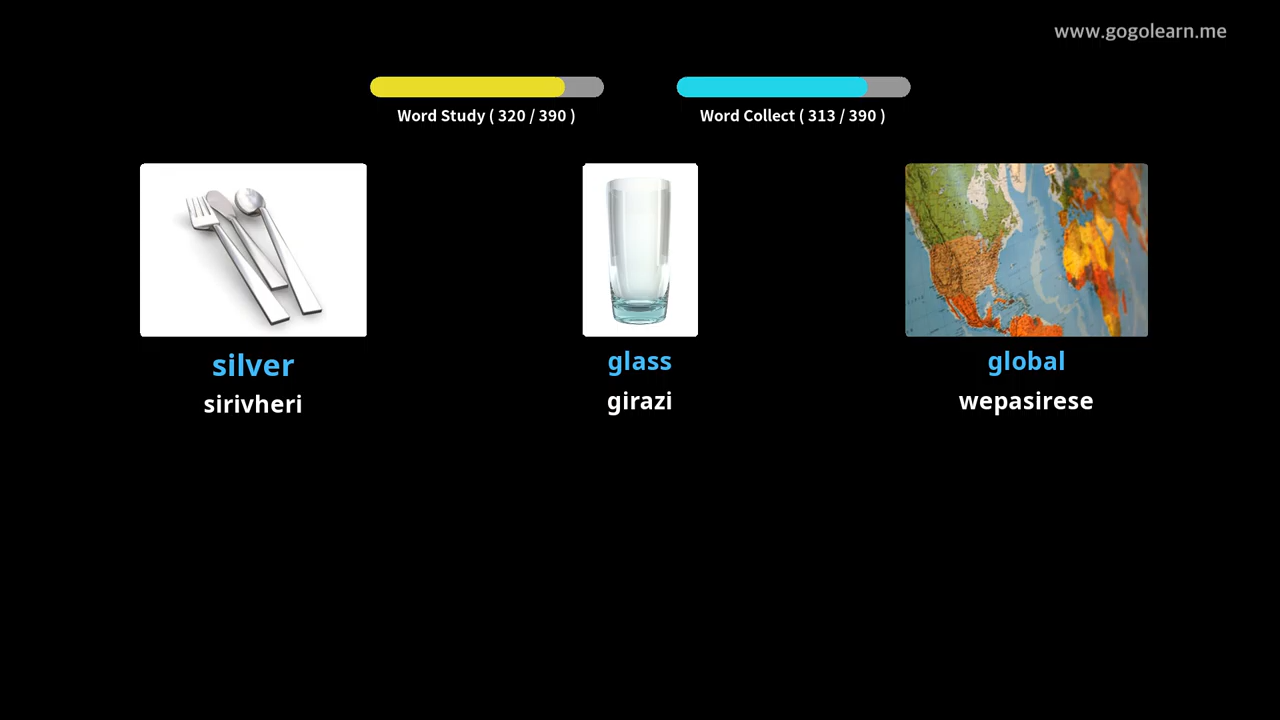 www.gogolearn.me
Word Study ( 320 / 390 )
Word Collect ( 313 / 390 )
silver
glass
global
sirivheri
girazi
wepasirese